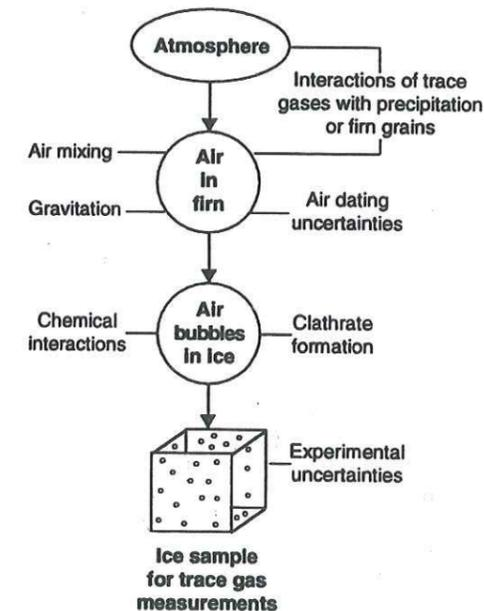 Atmosphere
Interactions of trace
gases with precipitation
or firn grains
Air mixing
Air
in
firn
Gravitation
Air dating
uncertainties
Chemical
interactions
Air
bubbles
in ice
Clathrate
formation
Experimental
uncertainties
Ice sample
for trace gas
measurements